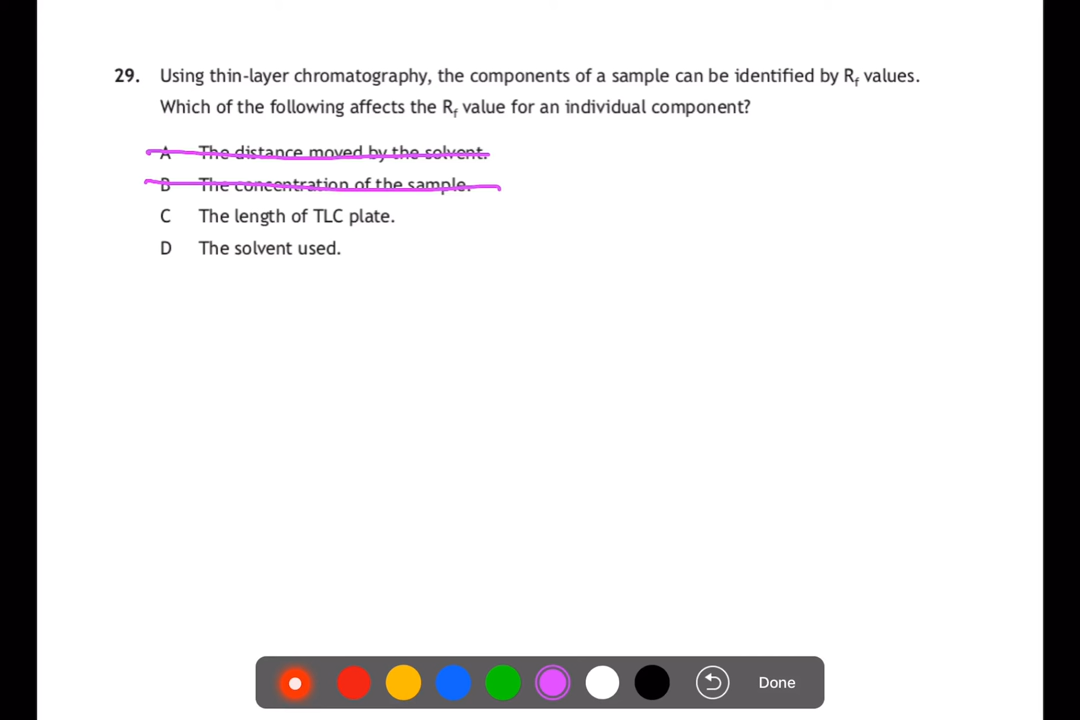 29. Using thin-layer chromatography, the components of a sample can be identified by Rf values.
Which of the following affects the Rf value for an individual component?
A The distance moved by the solvent.
B The concentration of the sample.
C The length of TLC plate.
D The solvent used.
Done